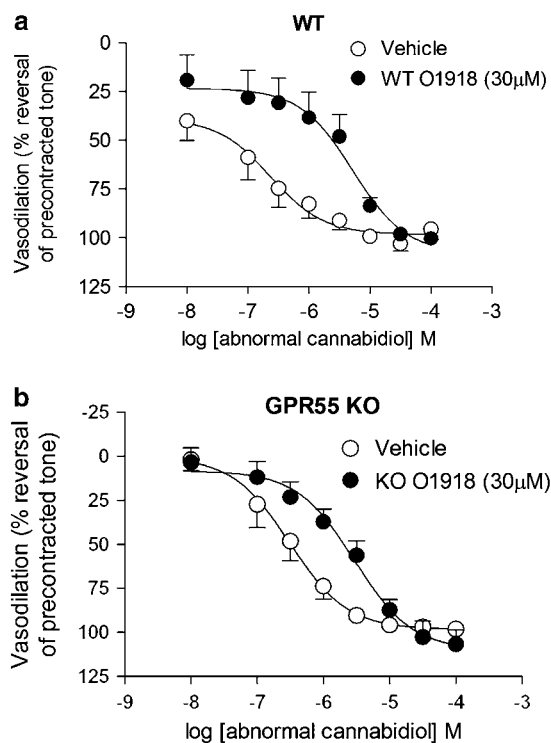 a
WT
Vehicle
WT O1918 (30μM)
Vasodilation (% reversal
of precontracted tone)
0
25
50
75
100
125
-9
-8
-7
-6
-5
-4
-3
log [abnormal cannabidiol] M
b
GPR55 KO
Vehicle
KO O1918 (30μM)
Vasodilation (% reversal
of precontracted tone)
-25
0
25
50
75
100
125
-9
-8
-7
-6
-5
-4
-3
log [abnormal cannabidiol] M